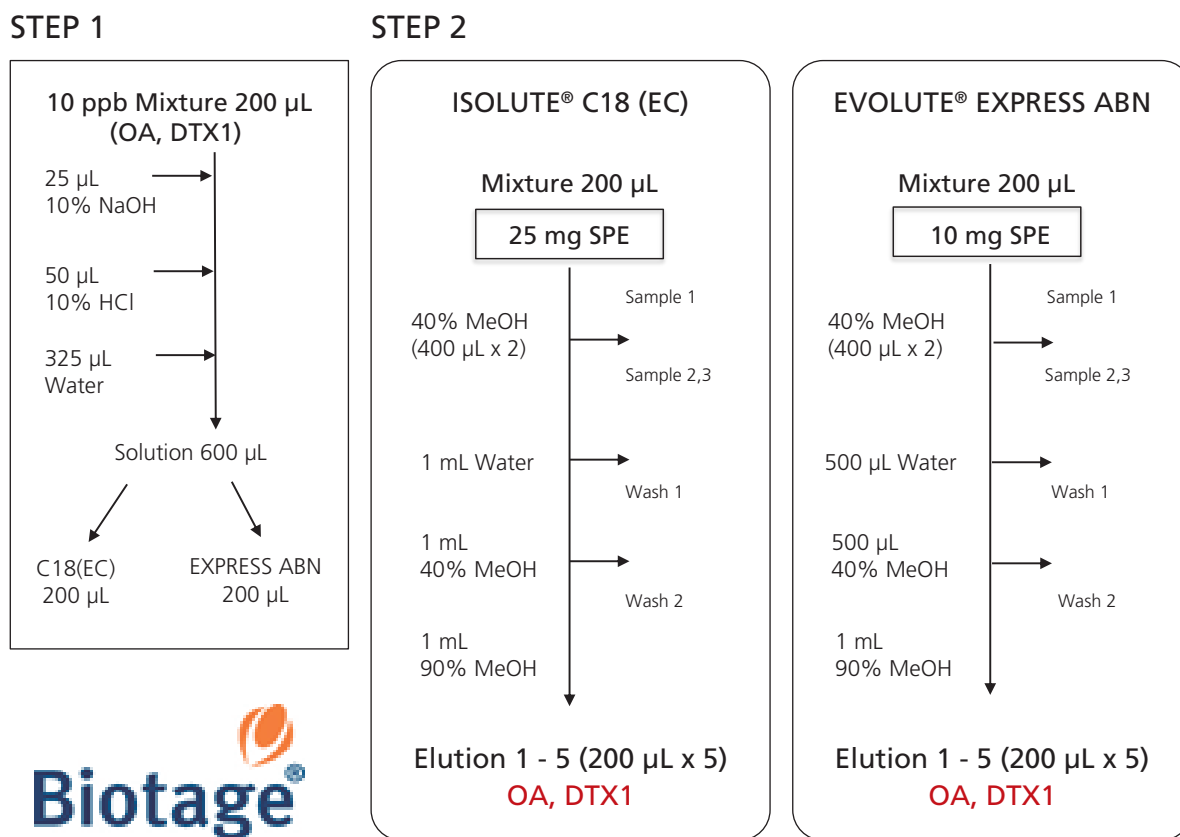 STEP 1
10 ppb Mixture 200 µL
(OA, DTX1)
25 µL
10% NaOH
50 µL
10% HCl
325 µL
Water
Solution 600 µL
C18(EC)
200 µL
EXPRESS ABN
200 µL
Biotage®
STEP 2
ISOLUTE® C18 (EC)
Mixture 200 µL
25 mg SPE
Sample 1
40% MeOH
(400 µL x 2)
Sample 2,3
1 mL Water
Wash 1
1 mL
40% MeOH
Wash 2
1 mL
90% MeOH
Elution 1 - 5 (200 µL x 5)
OA, DTX1
EVOLUTE® EXPRESS ABN
Mixture 200 µL
10 mg SPE
Sample 1
40% MeOH
(400 µL x 2)
Sample 2,3
500 µL Water
Wash 1
500 µL
40% MeOH
Wash 2
1 mL
90% MeOH
Elution 1 - 5 (200 µL x 5)
OA, DTX1